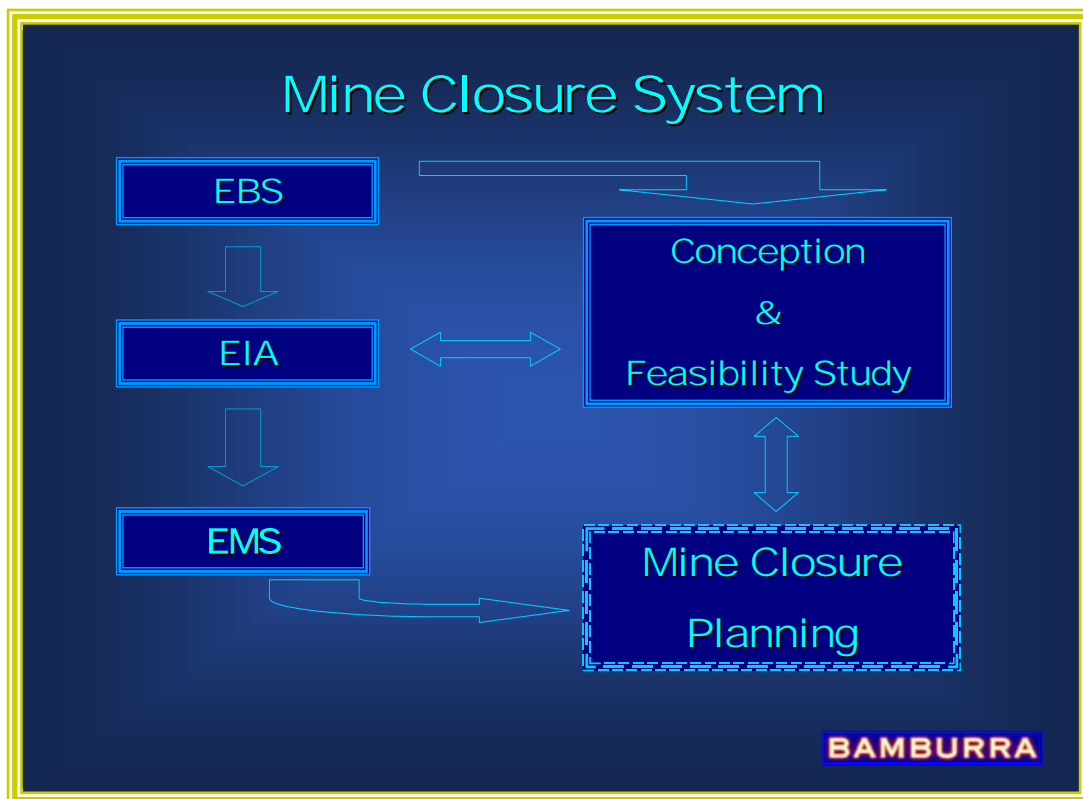 Mine Closure System
EBS
Conception
&
Feasibility Study
EIA
EMS
Mine Closure
Planning
BAMBURRA